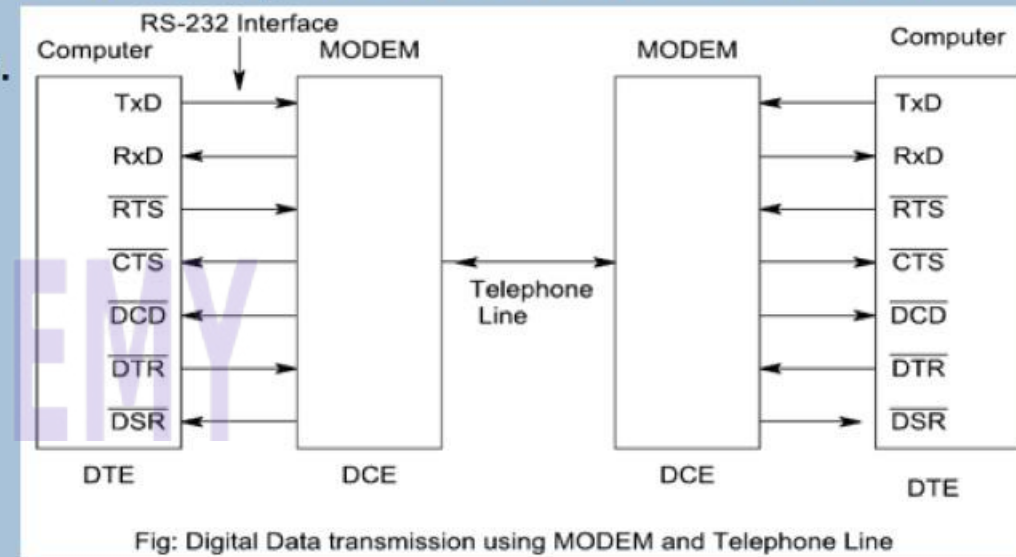 RS-232 Interface
Computer
MODEM
MODEM
Computer
TxD
RxD
RTS
CTS
DCD
DTR
DSR
DTE
DCE
Telephone
Line
TxD
RxD
RTS
CTS
DCD
DTR
DSR
DCE
DTE
EMY
Fig: Digital Data transmission using MODEM and Telephone Line